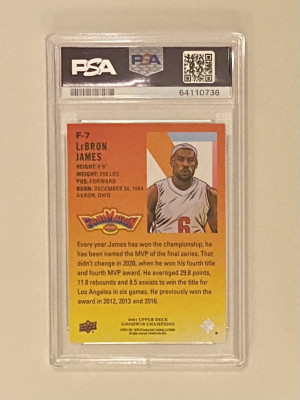 PSA
PSA
64110736
F-7
LEBRON
JAMES
HEIGHT: 6'9"
WEIGHT: 250 LBS.
POS: FORWARD
BORN: DECEMBER 30, 1984
AKRON, OHIO
6
Every year James has won the championship, he
has been named the MVP of the final series. That
didn't change in 2020, when he won his fourth title
and fourth MVP award. He averaged 29.8 points,
11.8 rebounds and 8.5 assists to win the title for
Los Angeles in six games. He previously won the
award in 2012, 2013 and 2016.
2021 UPPER DECK
GOODWIN CHAMPIONS